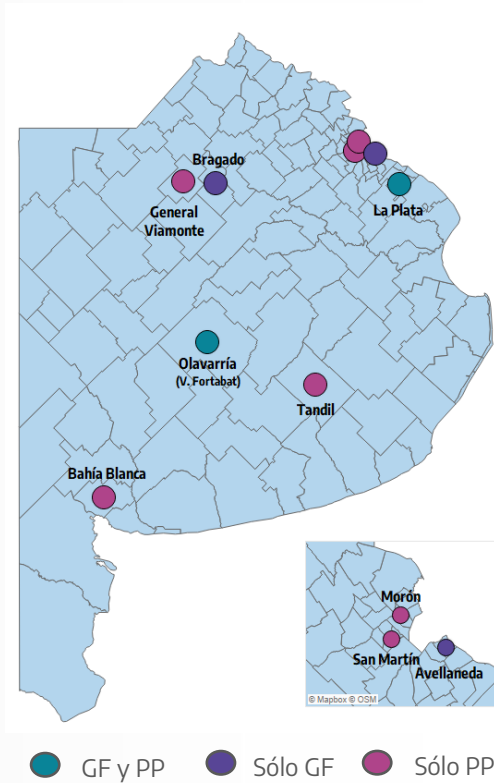 Bragado
General
Viamonte
La Plata
Olavarría
(V. Fortabat)
Tandil
Bahía Blanca
Morón
San Martín
Avellaneda
© Mapbox © OSM
GF y PP
Sólo GF
Sólo PP